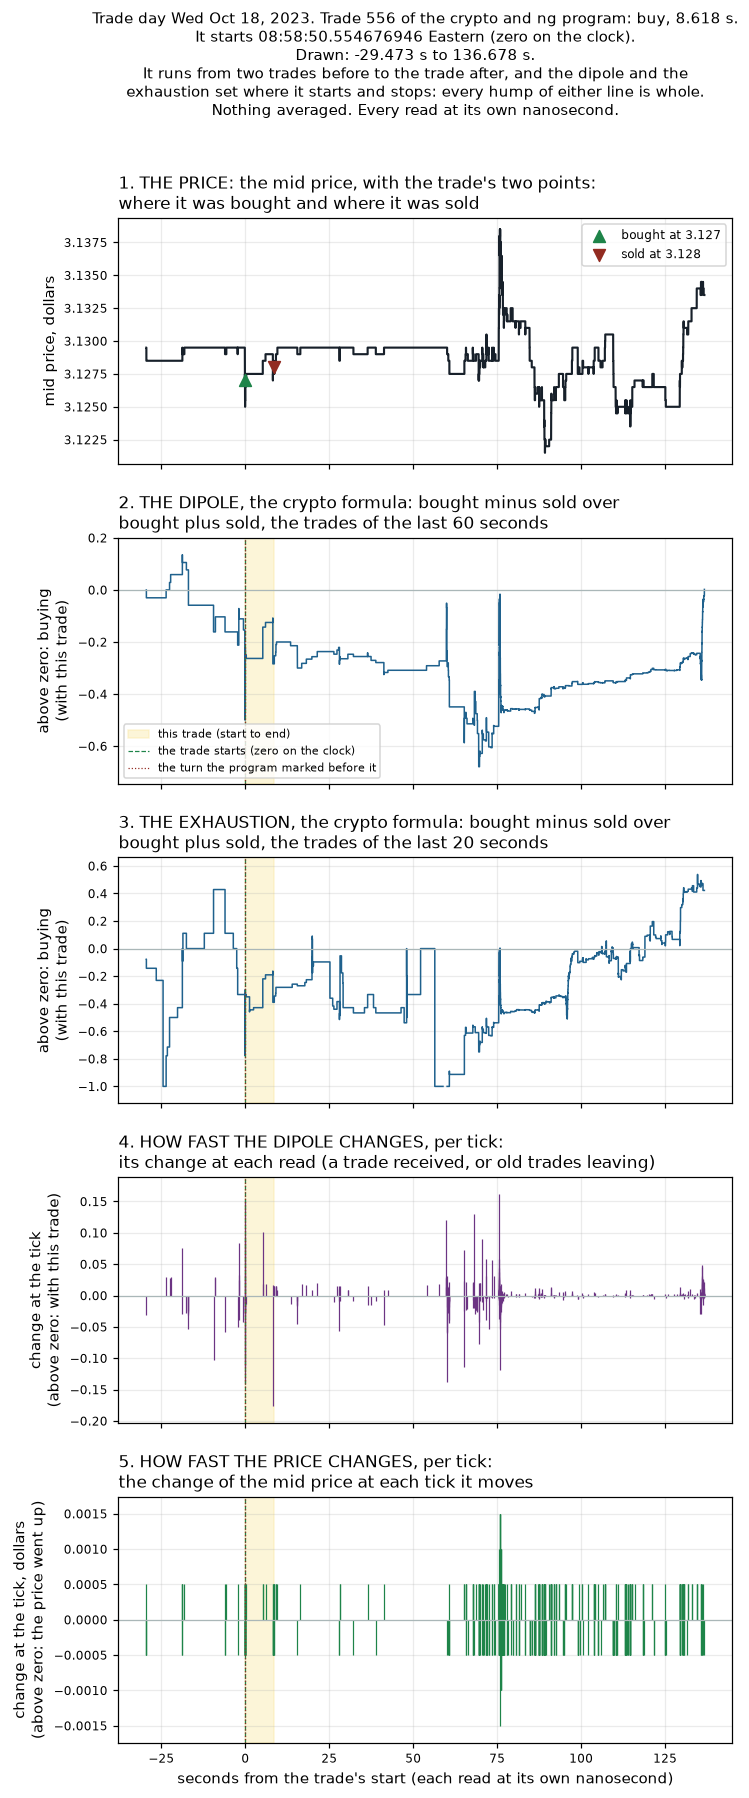 Trade day Wed Oct 18, 2023. Trade 556 of the crypto and ng program: buy, 8.618 s.
It starts 08:58:50.554676946 Eastern (zero on the clock).
Drawn: -29.473 s to 136.678 s.
It runs from two trades before to the trade after, and the dipole and the
exhaustion set where it starts and stops: every hump of either line is whole.
Nothing averaged. Every read at its own nanosecond.
1. THE PRICE: the mid price, with the trade's two points:
where it was bought and where it was sold
mid price, dollars
3.1375
3.1350
3.1325
3.1300
3.1275
3.1250
3.1225
bought at 3.127
sold at 3.128
2. THE DIPOLE, the crypto formula: bought minus sold over
bought plus sold, the trades of the last 60 seconds
above zero: buying
(with this trade)
0.2
0.0
−0.2
−0.4
−0.6
this trade (start to end)
the trade starts (zero on the clock)
the turn the program marked before it
3. THE EXHAUSTION, the crypto formula: bought minus sold over
bought plus sold, the trades of the last 20 seconds
above zero: buying
(with this trade)
0.6
0.4
0.2
0.0
−0.2
−0.4
−0.6
−0.8
−1.0
4. HOW FAST THE DIPOLE CHANGES, per tick:
its change at each read (a trade received, or old trades leaving)
change at the tick
(above zero: with this trade)
0.15
0.10
0.05
0.00
−0.05
−0.10
−0.15
−0.20
5. HOW FAST THE PRICE CHANGES, per tick:
the change of the mid price at each tick it moves
change at the tick, dollars
(above zero: the price went up)
0.0015
0.0010
0.0005
0.0000
−0.0005
−0.0010
−0.0015
−25
0
25
50
75
100
125
seconds from the trade's start (each read at its own nanosecond)